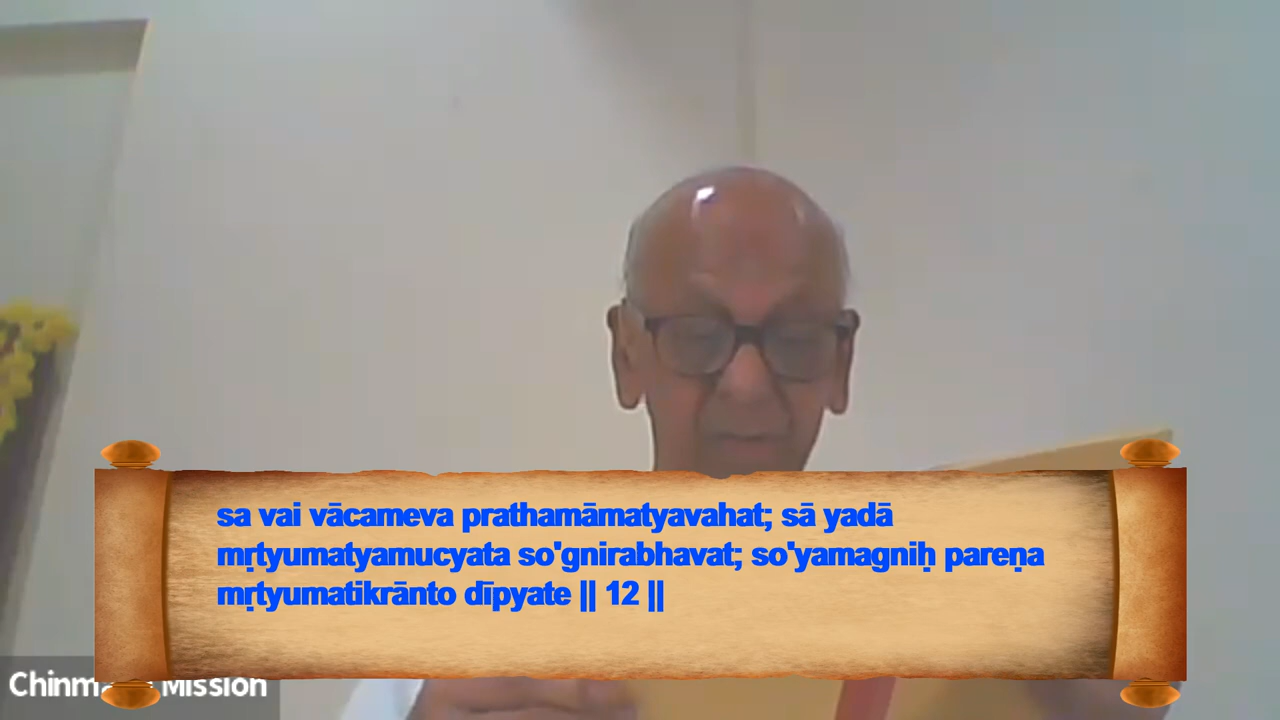 sa vai vācameva prathamāmatyavahat; sā yadā
mṛtyumatyamucyata so'gnirabhavat; so'yamagniḥ pareṇa
mṛtyumatikrānto dīpyate || 12 ||
Mission